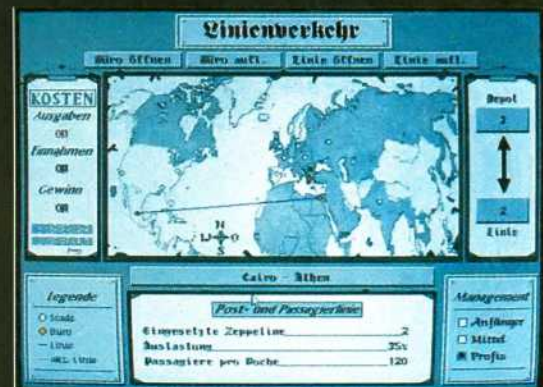 Linienverkehr
Büro öffnen
Büro aufl.
Linie öffnen
Linie aufl.
KOSTEN
Ausgaben
Einnahmen
Gewinn
N
W O
S
Depot
2
Linie
Cairo - Athen
Legende
Stadt
Büro
Linie
Linie
Post- und Passagierlinie
Eingesetzte Zeppeline 2
Auslastung 35%
Passagiere pro Woche 120
Management
Anfänger
Mittel
Profis